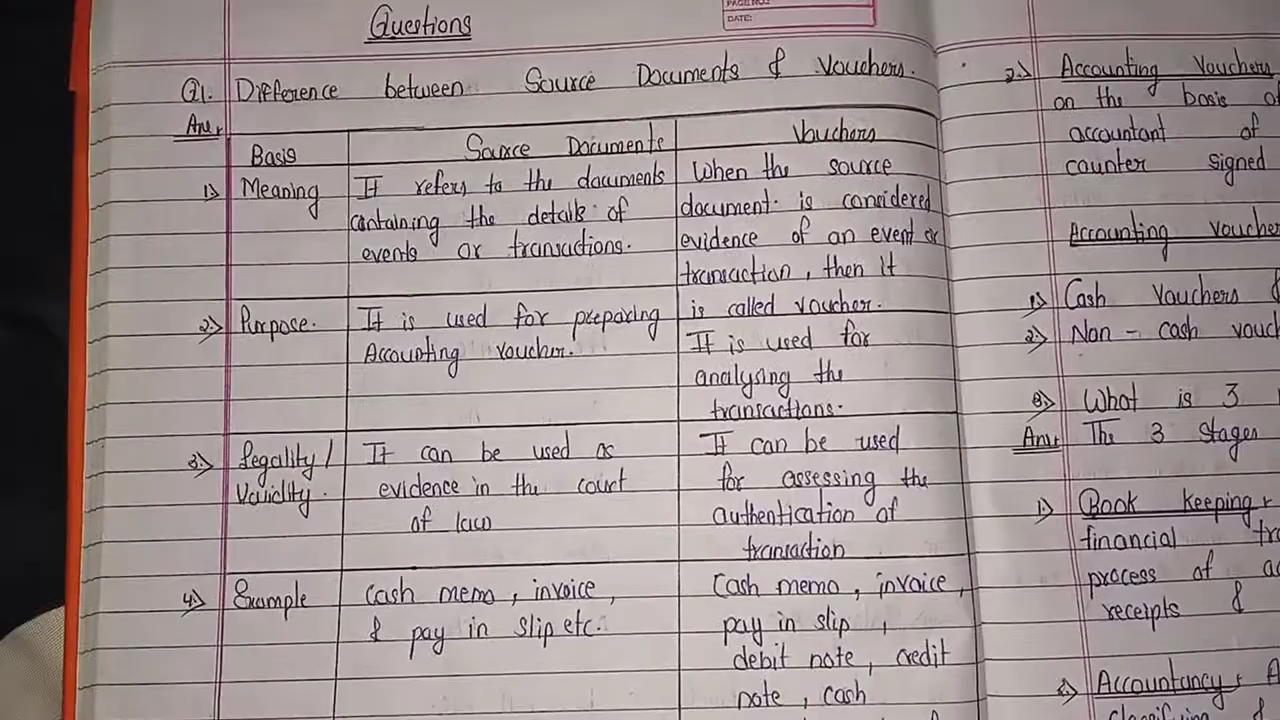 PAGE NO.:
DATE:
Questions
Q1. Difference between Source Documents & Vouchers.
Ans,
Basis
Source Documents
Vouchers
1) Meaning
It refers to the documents
containing the details of
events or transactions.
When the source
document is considered
evidence of an event or
transaction, then it
is called voucher.
2) Purpose.
It is used for preparing
Accounting voucher.
It is used for
analysing the
transactions.
3) Legality /
Validity.
It can be used as
evidence in the court
of law
It can be used
for assessing the
authentication of
transaction
4) Example
Cash memo, invoice,
& pay in slip etc.
Cash memo, invoice,
pay in slip,
debit note, credit
note, cash
2.) Accounting Vouchers
on the basis of
accountant of
counter signed
Accounting
1) Cash Vouchers
2) Non - cash
What is 3
Ans The 3 Stages
1.) Book keeping
financial
process of
receipts &
2) Accountancy,